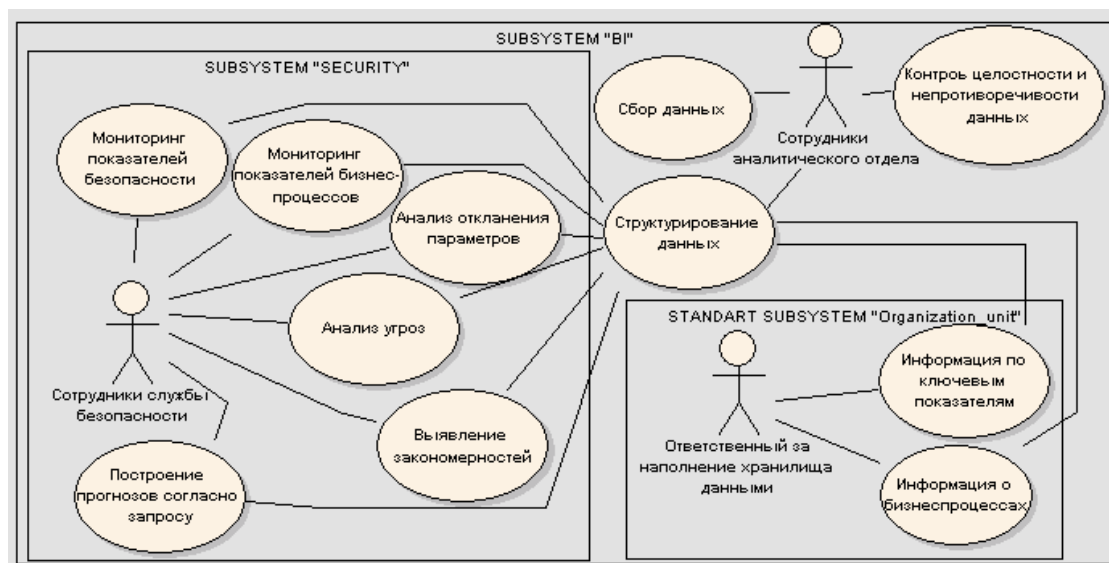 SUBSYSTEM "BI"
SUBSYSTEM "SECURITY"
Мониторинг
показателей
безопасности
Мониторинг
показателей бизнес-
процессов
Анализ откланения
параметров
Анализ угроз
Сотрудники службы
безопасности
Выявление
закономерностей
Построение
прогнозов согласно
запросу
Сбор данных
Сотрудники
аналитического отдела
Контроь целостности и
непротиворечивости
данных
Структурирование
данных
STANDART SUBSYSTEM "Organization_unit"
Информация по
ключевым
показателям
Ответственный за
наполнение хранилища
данными
Информация о
бизнеспроцессах